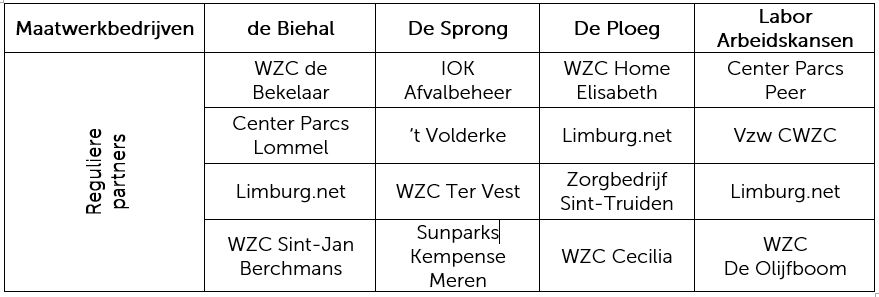 Maatwerkbedrijven
de Biehal
De Sprong
De Ploeg
Labor
Arbeidskansen
Reguliere
partners
WZC de
Bekelaar
IOK
Afvalbeheer
WZC Home
Elisabeth
Center Parcs
Peer
Center Parcs
Lommel
’t Volderke
Limburg.net
Vzw CWZC
Limburg.net
WZC Ter Vest
Zorgbedrijf
Sint-Truiden
Limburg.net
WZC Sint-Jan
Berchmans
Sunparks
Kempense
Meren
WZC Cecilia
WZC
De Olijfboom